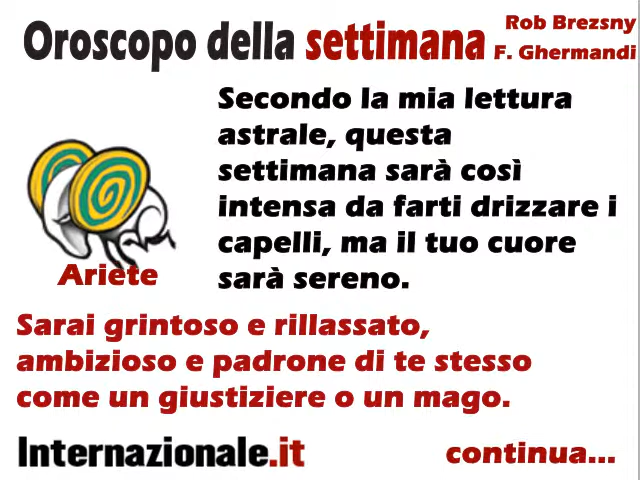 Oroscopo della settimana
Rob Brezsny
F. Ghermandi
Secondo la mia lettura
astrale, questa
settimana sarà così
intensa da farti drizzare i
capelli, ma il tuo cuore
sarà sereno.
Ariete
Sarai grintoso e rillassato,
ambizioso e padrone di te stesso
come un giustiziere o un mago.
Internazionale.it
continua...